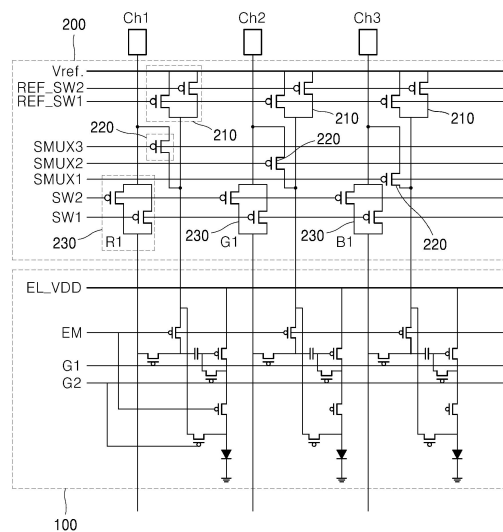 Ch1 Ch2 Ch3
200
Vref.
REF_SW2
REF_SW1
210 210 210
220
SMUX3
220
SMUX2
SMUX1
SW2
220
SW1
230 R1 230 G1 230 B1
EL_VDD
EM
G1
G2
100